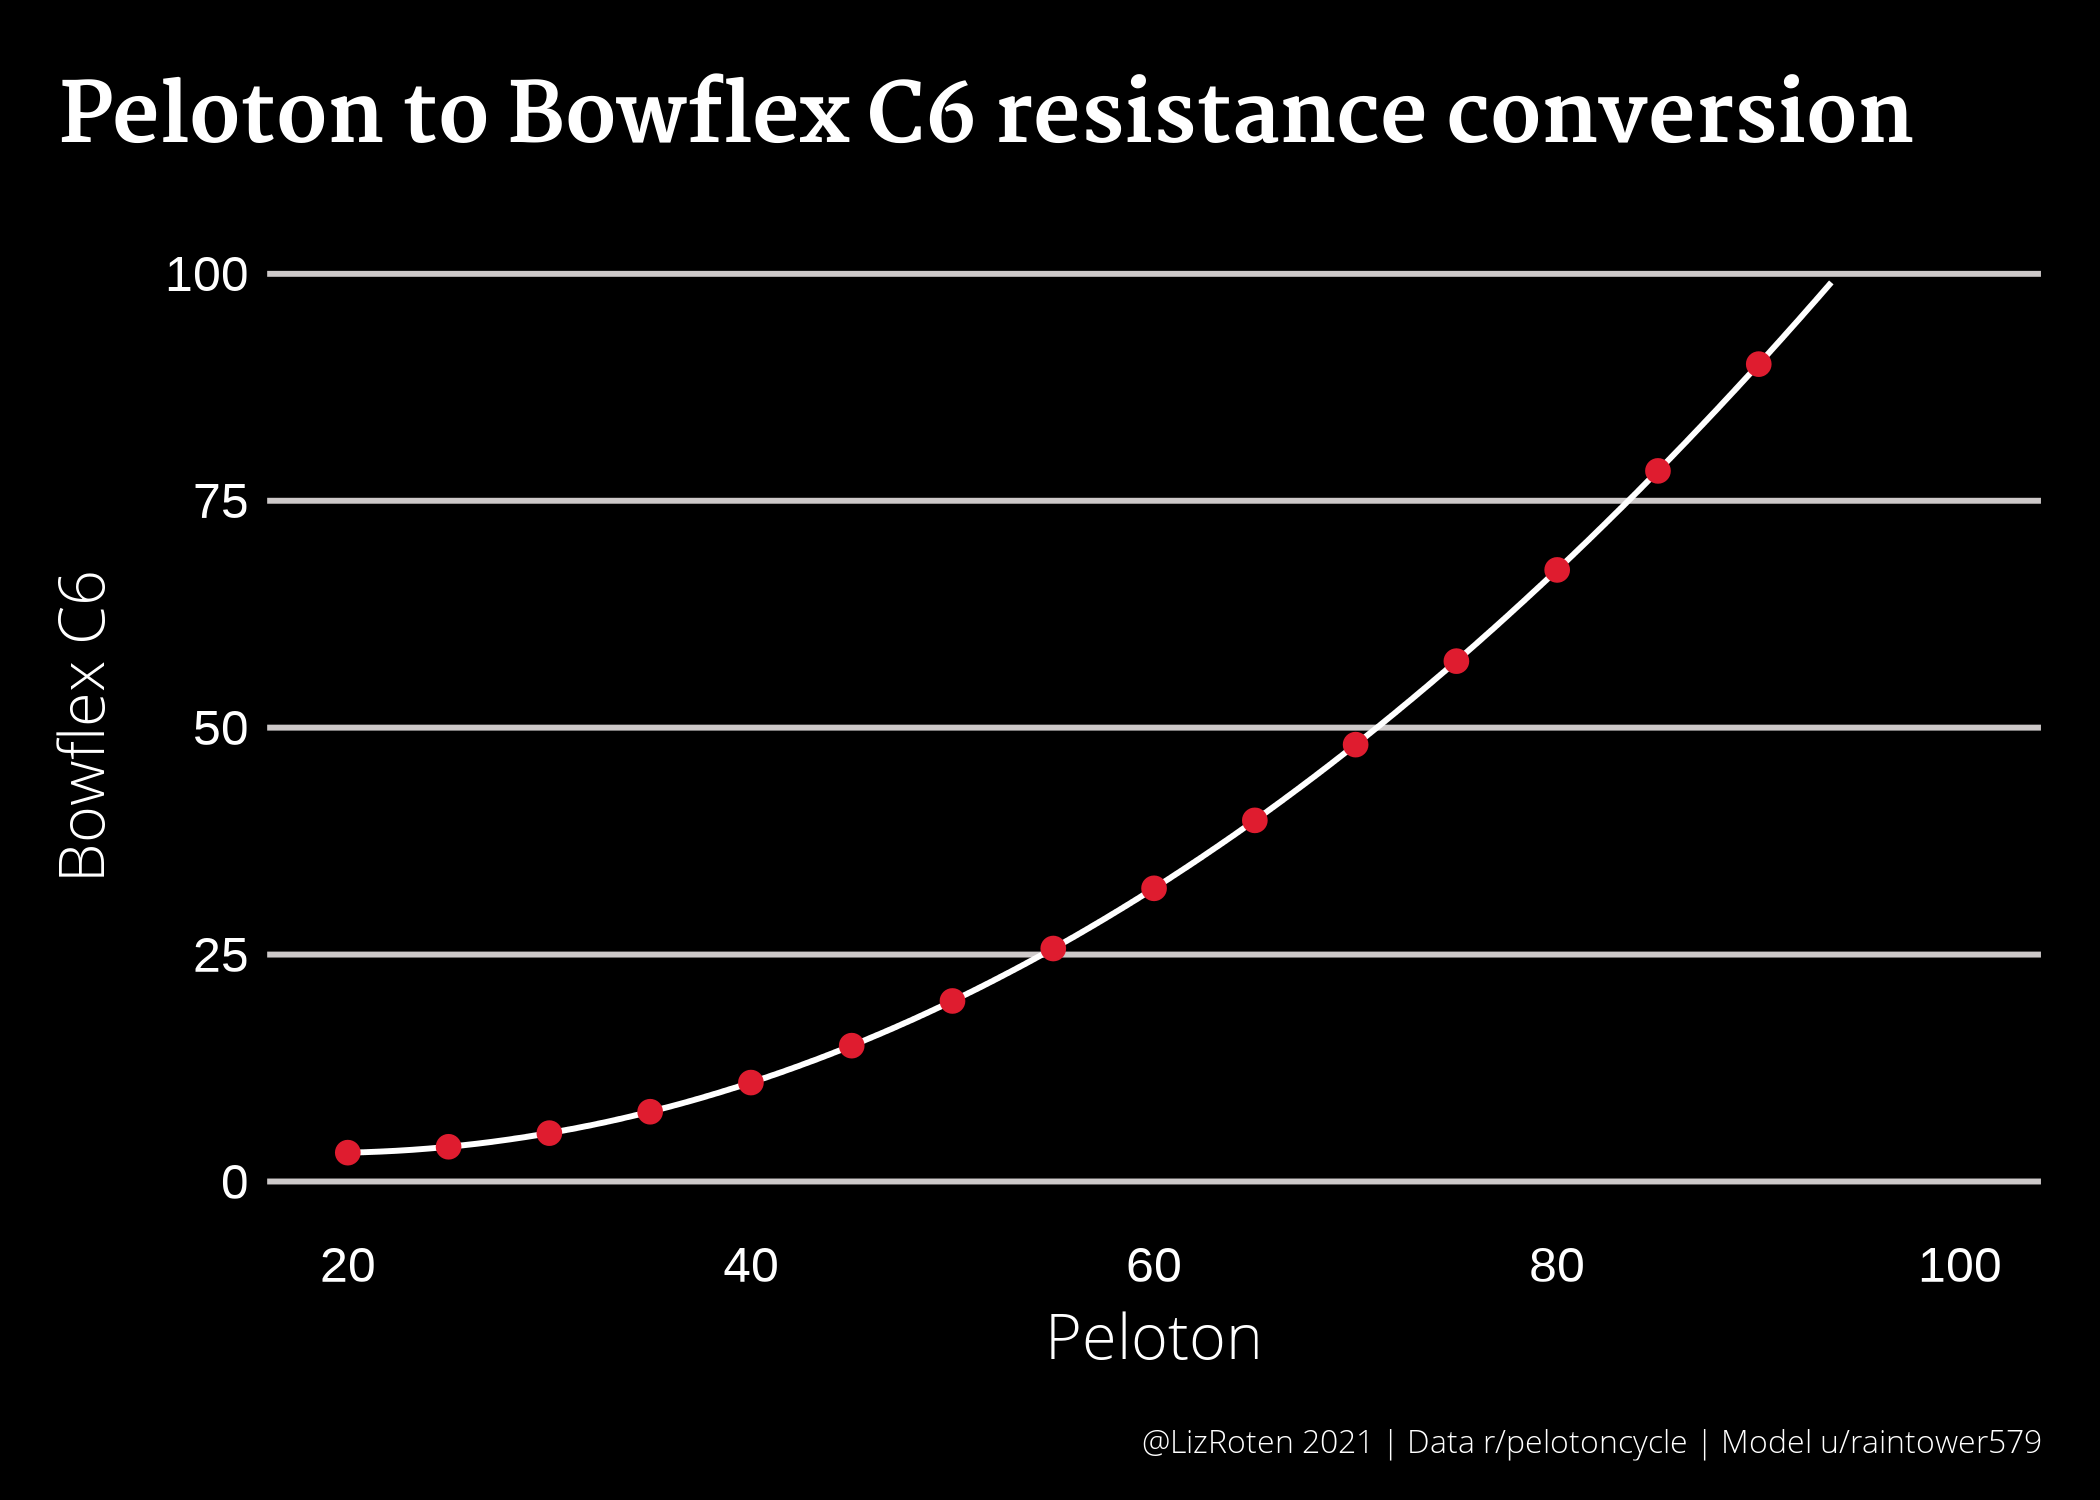 Peloton to Bowflex C6 resistance conversion
100
75
50
25
0
Bowflex C6
20 40 60 80 100
Peloton
@LizRoten 2021 | Data r/pelotoncycle | Model u/raintower579